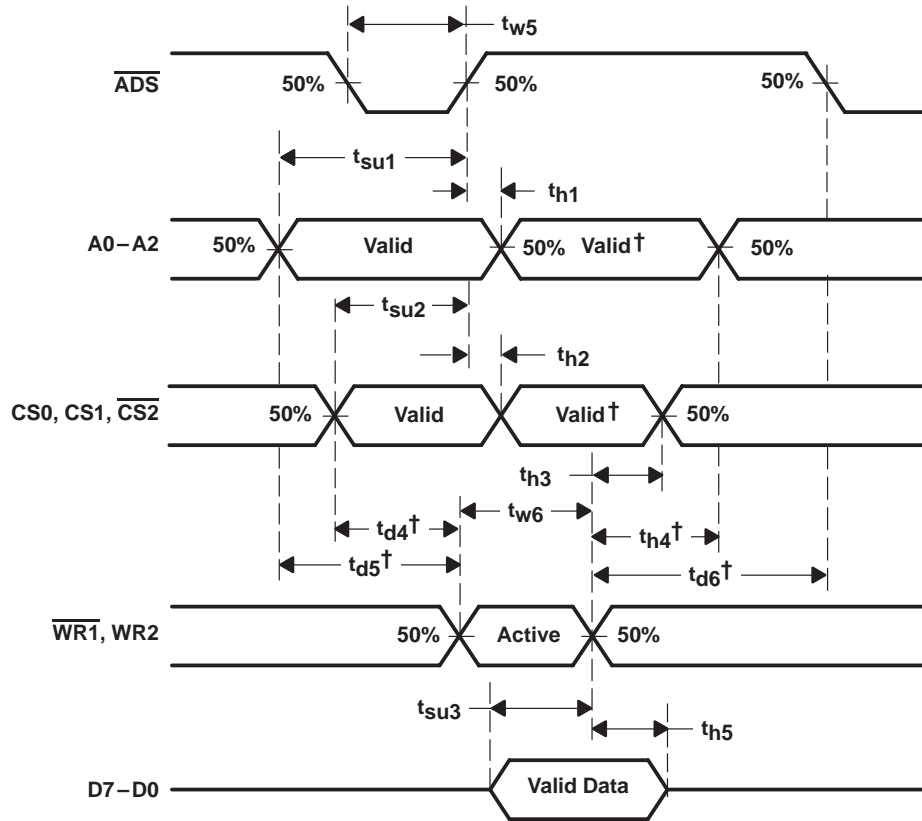 tw5
ADS
50%
50%
50%
tsu1
th1
A0–A2
50%
Valid
50%
Valid†
50%
tsu2
th2
CS0, CS1, CS2
50%
Valid
Valid†
50%
th3
tw6
td4†
th4†
td5†
td6†
WR1, WR2
50%
Active
50%
tsu3
th5
D7–D0
Valid Data